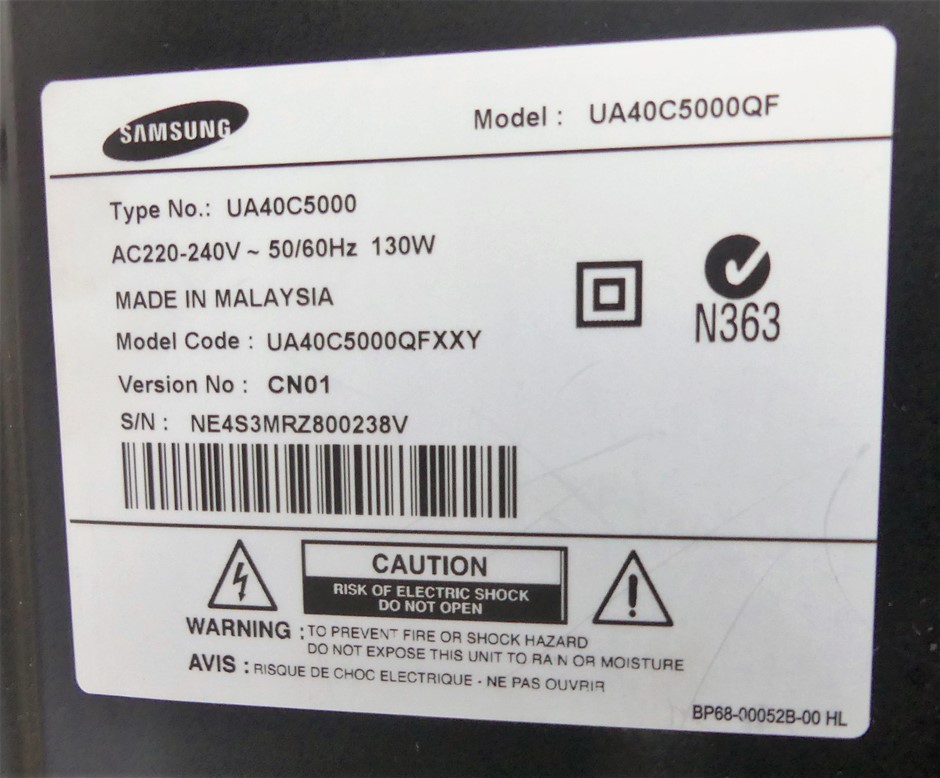 SAMSUNG
Model : UA40C5000QF
Type No.: UA40C5000
AC220-240V ~ 50/60Hz 130W
MADE IN MALAYSIA
Model Code : UA40C5000QFXXY
Version No : CN01
S/N : NE4S3MRZ800238V
N363
CAUTION
RISK OF ELECTRIC SHOCK
DO NOT OPEN
WARNING : TO PREVENT FIRE OR SHOCK HAZARD
DO NOT EXPOSE THIS UNIT TO RA N OR MOISTURE
AVIS : RISQUE DE CHOC ELECTRIQUE - NE PAS OUVRIR
BP68-00052B-00 HL